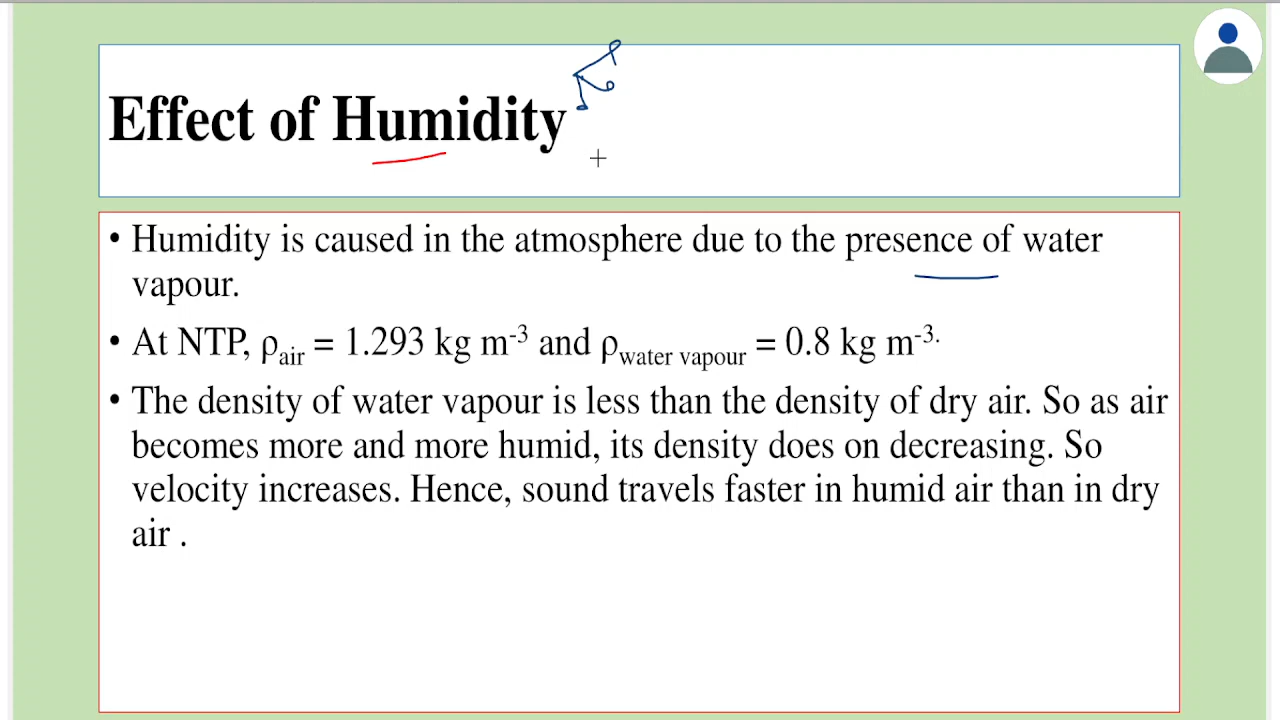 Effect of Humidity
• Humidity is caused in the atmosphere due to the presence of water
vapour.
• At NTP, ρair = 1.293 kg m-3 and ρwater vapour = 0.8 kg m-3.
• The density of water vapour is less than the density of dry air. So as air
becomes more and more humid, its density does on decreasing. So
velocity increases. Hence, sound travels faster in humid air than in dry
air .